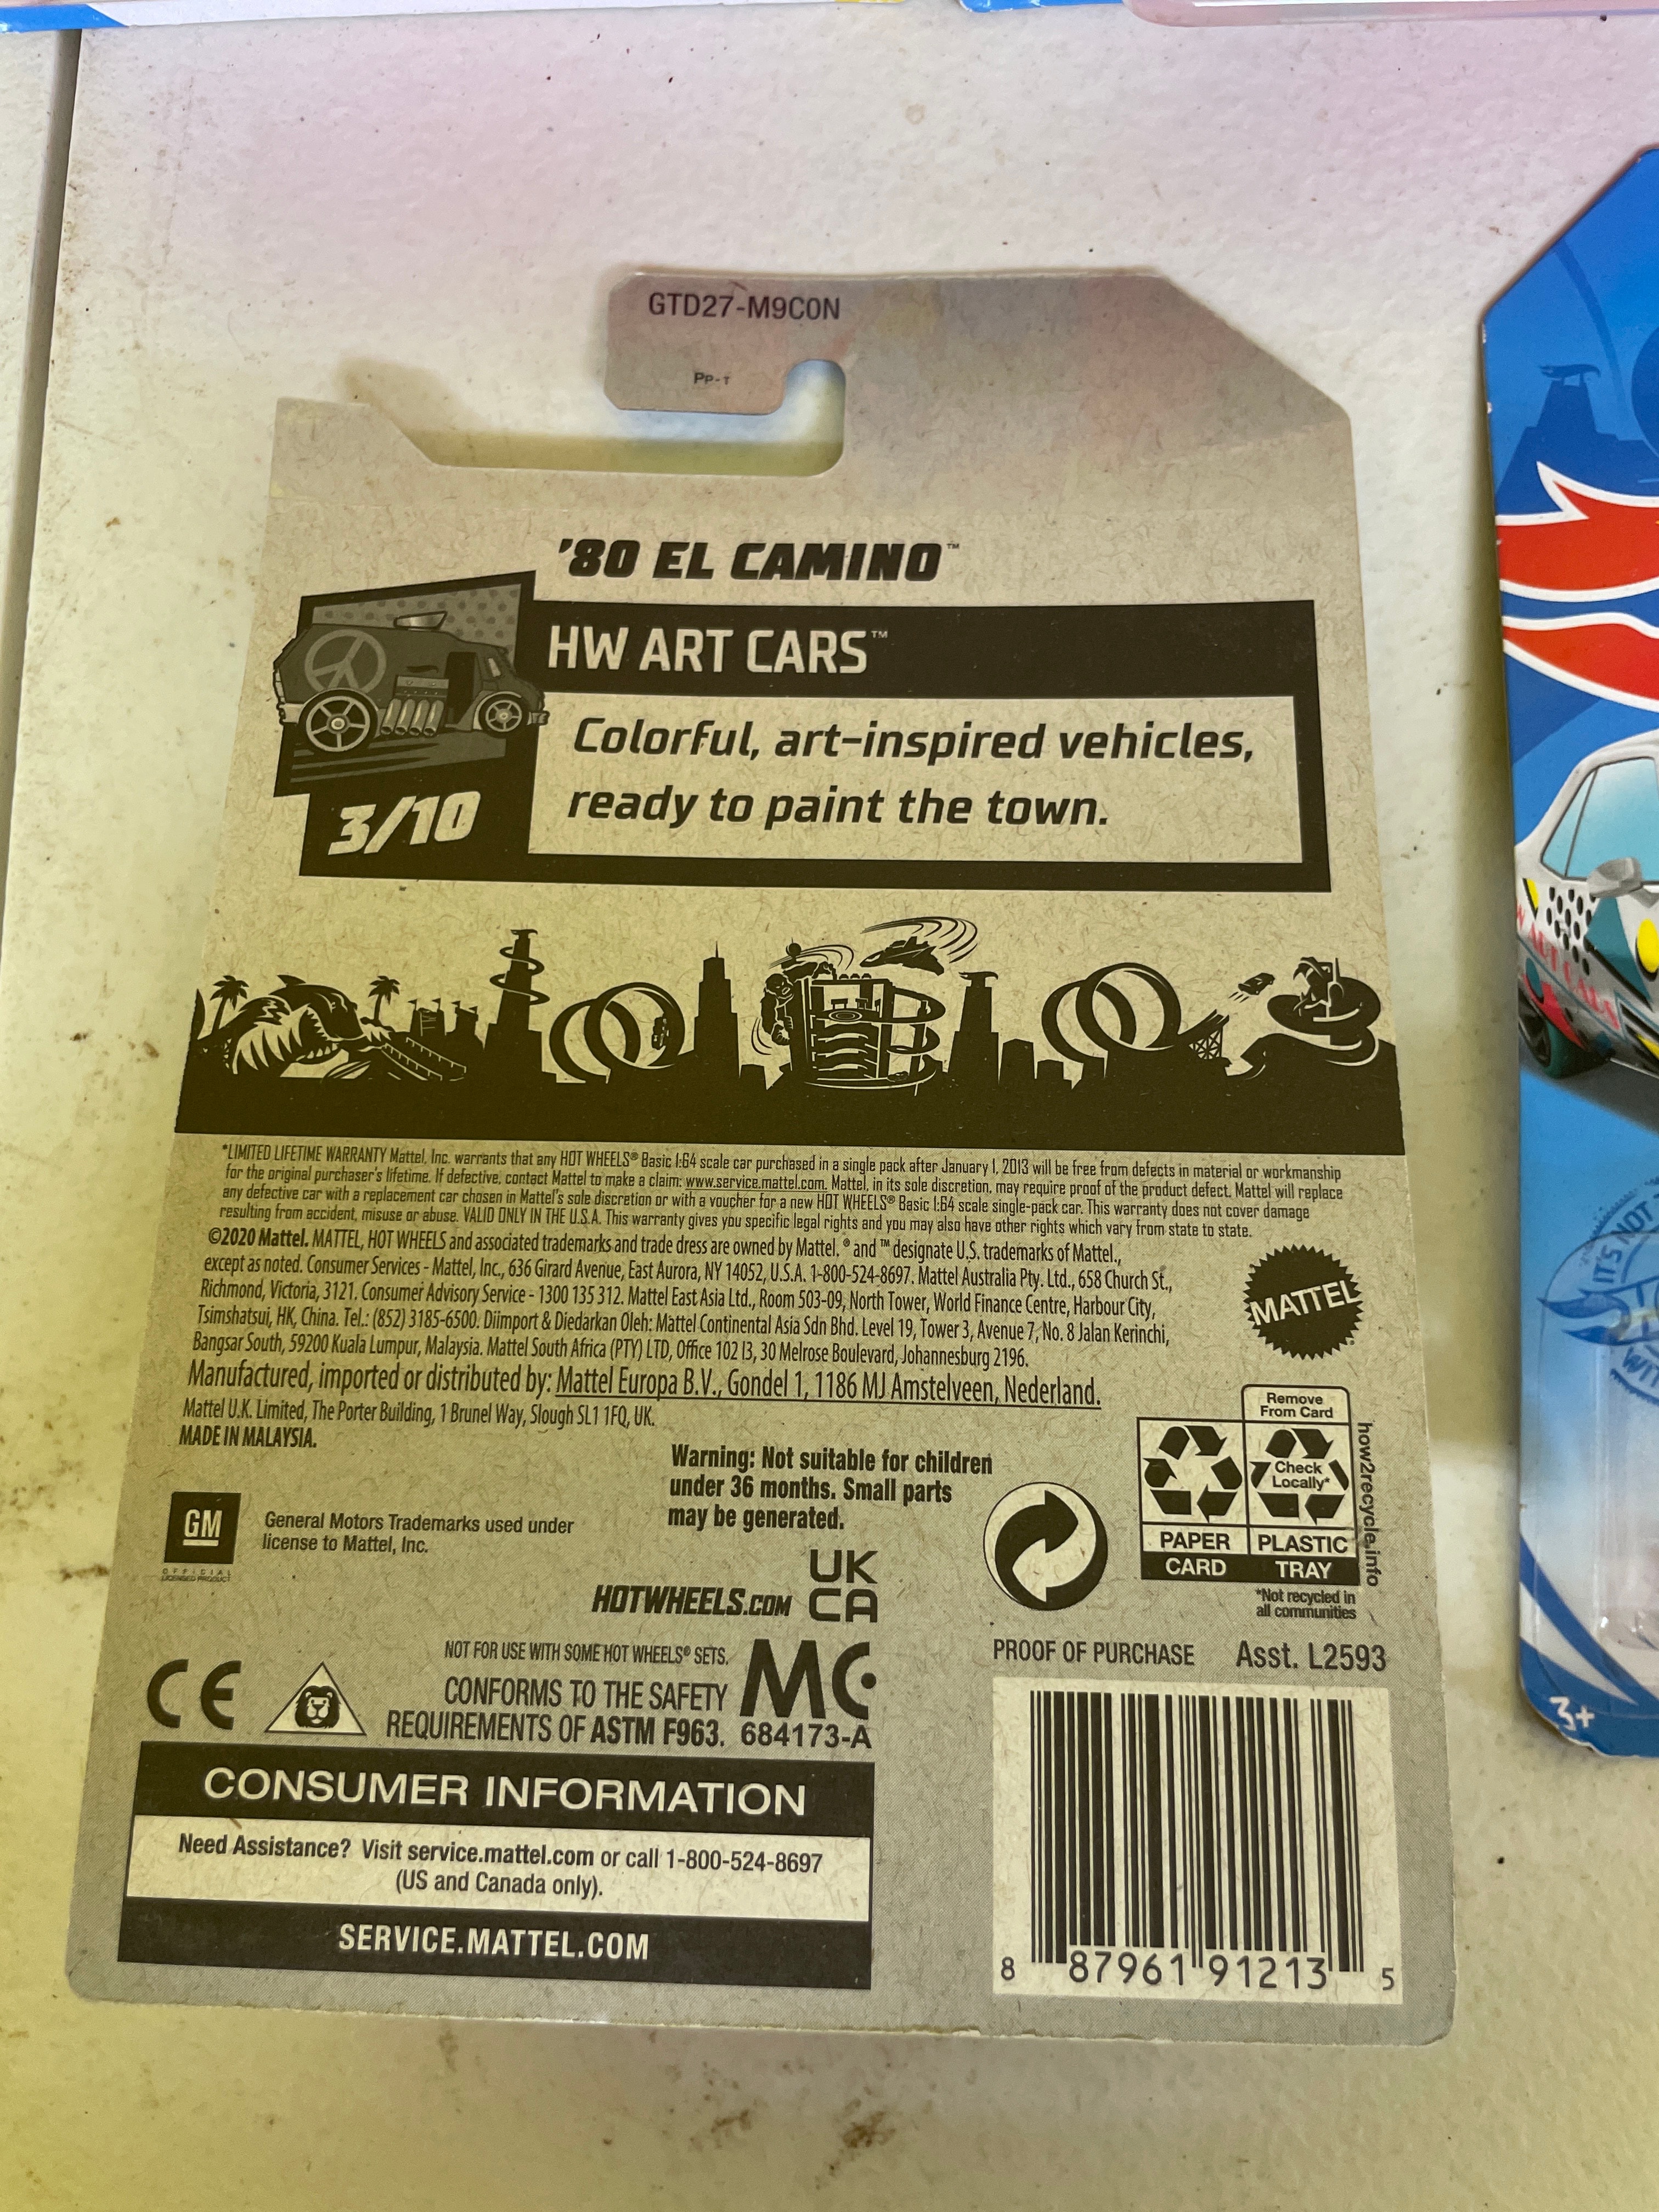 GTD27-M9C0N
PP-T
'80 EL CAMINO™
HW ART CARS™
Colorful, art-inspired vehicles,
ready to paint the town.
3/10
*LIMITED LIFETIME WARRANTY Mattel, Inc. warrants that any HOT WHEELS® Basic 1:64 scale car purchased in a single pack after January 1, 2013 will be free from defects in material or workmanship
for the original purchaser's lifetime. If defective, contact Mattel to make a claim: www.service.mattel.com. Mattel, in its sole discretion, may require proof of the product defect. Mattel will replace
any defective car with a replacement car chosen in Mattel's sole discretion or with a voucher for a new HOT WHEELS® Basic 1:64 scale single-pack car. This warranty does not cover damage
resulting from accident, misuse or abuse. VALID ONLY IN THE U.S.A. This warranty gives you specific legal rights and you may also have other rights which vary from state to state.
©2020 Mattel. MATTEL, HOT WHEELS and associated trademarks and trade dress are owned by Mattel. ® and ™ designate U.S. trademarks of Mattel.,
except as noted. Consumer Services - Mattel, Inc., 636 Girard Avenue, East Aurora, NY 14052, U.S.A. 1-800-524-8697. Mattel Australia Pty. Ltd., 658 Church St.,
Richmond, Victoria, 3121. Consumer Advisory Service - 1300 135 312. Mattel East Asia Ltd., Room 503-09, North Tower, World Finance Centre, Harbour City,
Tsimshatsui, HK, China. Tel.: (852) 3185-6500. Diimport & Diedarkan Oleh: Mattel Continental Asia Sdn Bhd. Level 19, Tower 3, Avenue 7, No. 8 Jalan Kerinchi,
Bangsar South, 59200 Kuala Lumpur, Malaysia. Mattel South Africa (PTY) LTD, Office 102 I3, 30 Melrose Boulevard, Johannesburg 2196.
Manufactured, imported or distributed by: Mattel Europa B.V., Gondel 1, 1186 MJ Amstelveen, Nederland.
Mattel U.K. Limited, The Porter Building, 1 Brunel Way, Slough SL1 1FQ, UK.
MADE IN MALAYSIA.
MATTEL
Warning: Not suitable for children
under 36 months. Small parts
may be generated.
GM
OFFICIAL
LICENSED PRODUCT
General Motors Trademarks used under
license to Mattel, Inc.
Remove
From Card
Check
Locally*
PAPER
PLASTIC
CARD
TRAY
how2recycle.info
*Not recycled in
all communities
HOTWHEELS.COM
UK
CA
NOT FOR USE WITH SOME HOT WHEELS® SETS.
CE
CONFORMS TO THE SAFETY
REQUIREMENTS OF ASTM F963.
MC
684173-A
PROOF OF PURCHASE Asst. L2593
8 87961 91213 5
CONSUMER INFORMATION
Need Assistance? Visit service.mattel.com or call 1-800-524-8697
(US and Canada only).
SERVICE.MATTEL.COM
ART CARS
IT'S NOT
3+